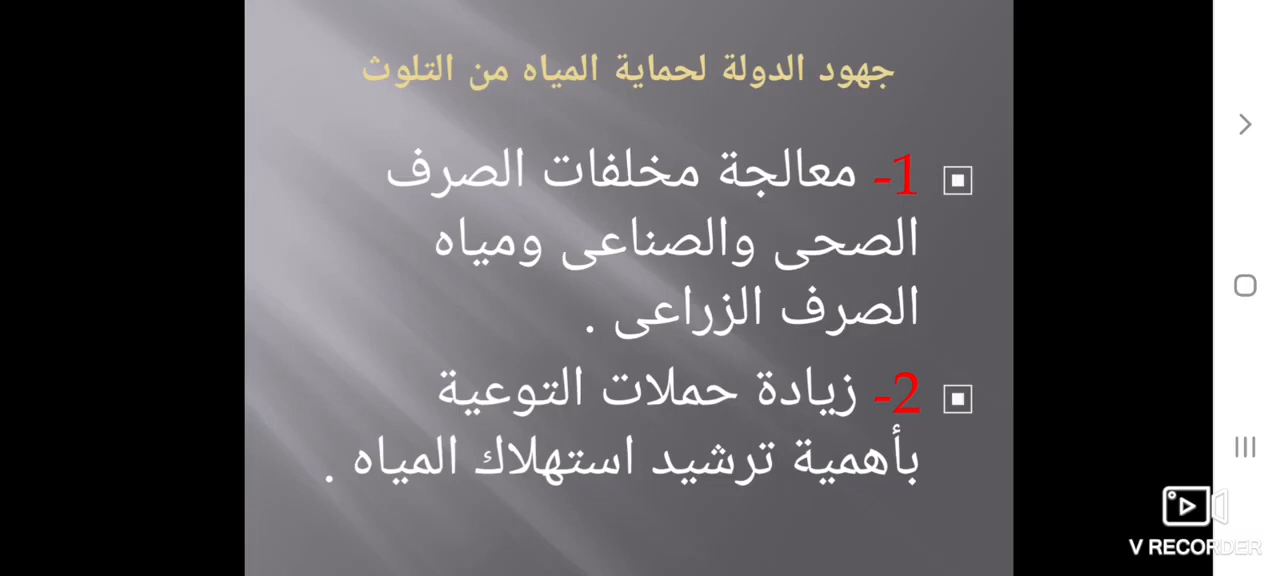 جهود الدولة لحماية المياه من التلوث
1- معالجة مخلفات الصرف
الصحى والصناعى ومياه
الصرف الزراعى .
2- زيادة حملات التوعية
بأهمية ترشيد استهلاك المياه .
V RECORDER